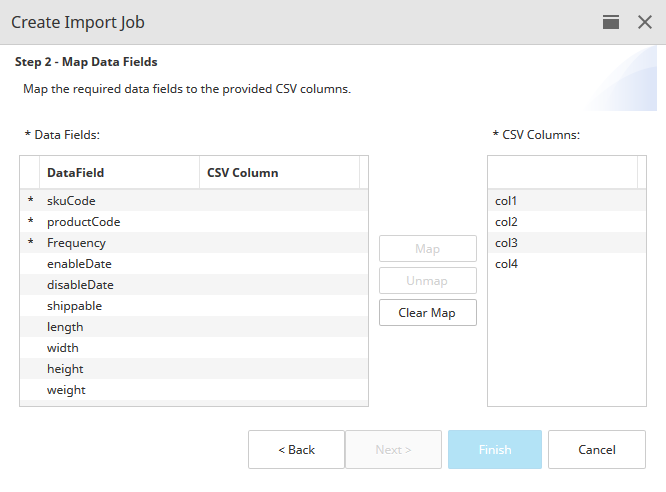 Create Import Job
Step 2 - Map Data Fields
Map the required data fields to the provided CSV columns.
* Data Fields:
DataField CSV Column
* skuCode
* productCode
* Frequency
enableDate
disableDate
shippable
length
width
height
weight
Map
Unmap
Clear Map
* CSV Columns:
col1
col2
col3
col4
< Back Next > Finish Cancel